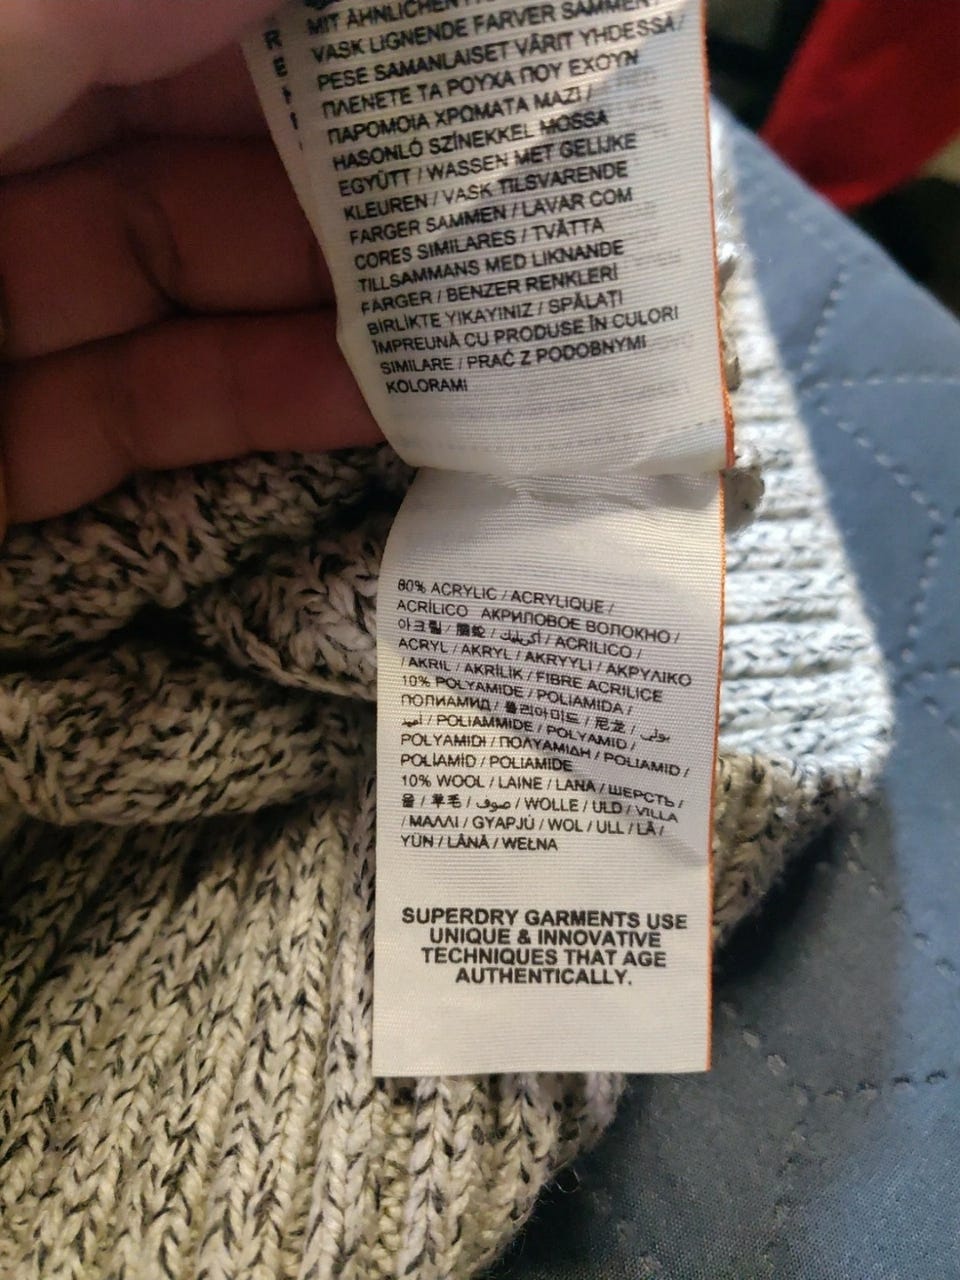 MIT ÄHNLICHEN
VASK LIGNENDE FARVER SAMMEN
PESE SAMANLAISET VÄRIT YHDESSÄ /
ΠΛΕΝΕΤΕ ΤΑ ΡΟΥΧΑ ΠΟΥ ΕΧΟΥΝ
ΠΑΡΟΜΟΙΑ ΧΡΩΜΑΤΑ ΜΑΖΙ /
HASONLÓ SZÍNEKKEL MOSSA
EGYÜTT / WASSEN MET GELIJKE
KLEUREN / VASK TILSVARENDE
FARGER SAMMEN / LAVAR COM
CORES SIMILARES / TVÄTTA
TILLSAMMANS MED LIKNANDE
FÄRGER / BENZER RENKLERİ
BİRLİKTE YIKAYINIZ / SPĂLAȚI
ÎMPREUNĂ CU PRODUSE ÎN CULORI
SIMILARE / PRAĆ Z PODOBNYMI
KOLORAMI
80% ACRYLIC / ACRYLIQUE /
ACRÍLICO АКРИЛОВОЕ ВОЛОКНО /
아크릴 / 腈纶 / أكريليك / ACRILICO /
ACRYL / AKRYL / AKRYYLI / ΑΚΡΥΛΙΚΟ
/ AKRIL / AKRİLİK / FIBRE ACRILICE
10% POLYAMIDE / POLIAMIDA /
ПОЛИАМИД / 폴리아미드 / 尼龙 / بولي
أميد / POLIAMMIDE / POLYAMID /
POLYAMIDI / ΠΟΛΥΑΜΙΔΗ / POLIAMID /
POLİAMİD / POLIAMIDE
10% WOOL / LAINE / LANA / ШЕРСТЬ /
울 / 羊毛 / صوف / WOLLE / ULD / VILLA
/ ΜΑΛΛΙ / GYAPJÚ / WOL / ULL / LÃ /
YÜN / LÂNĂ / WEŁNA
SUPERDRY GARMENTS USE
UNIQUE & INNOVATIVE
TECHNIQUES THAT AGE
AUTHENTICALLY.